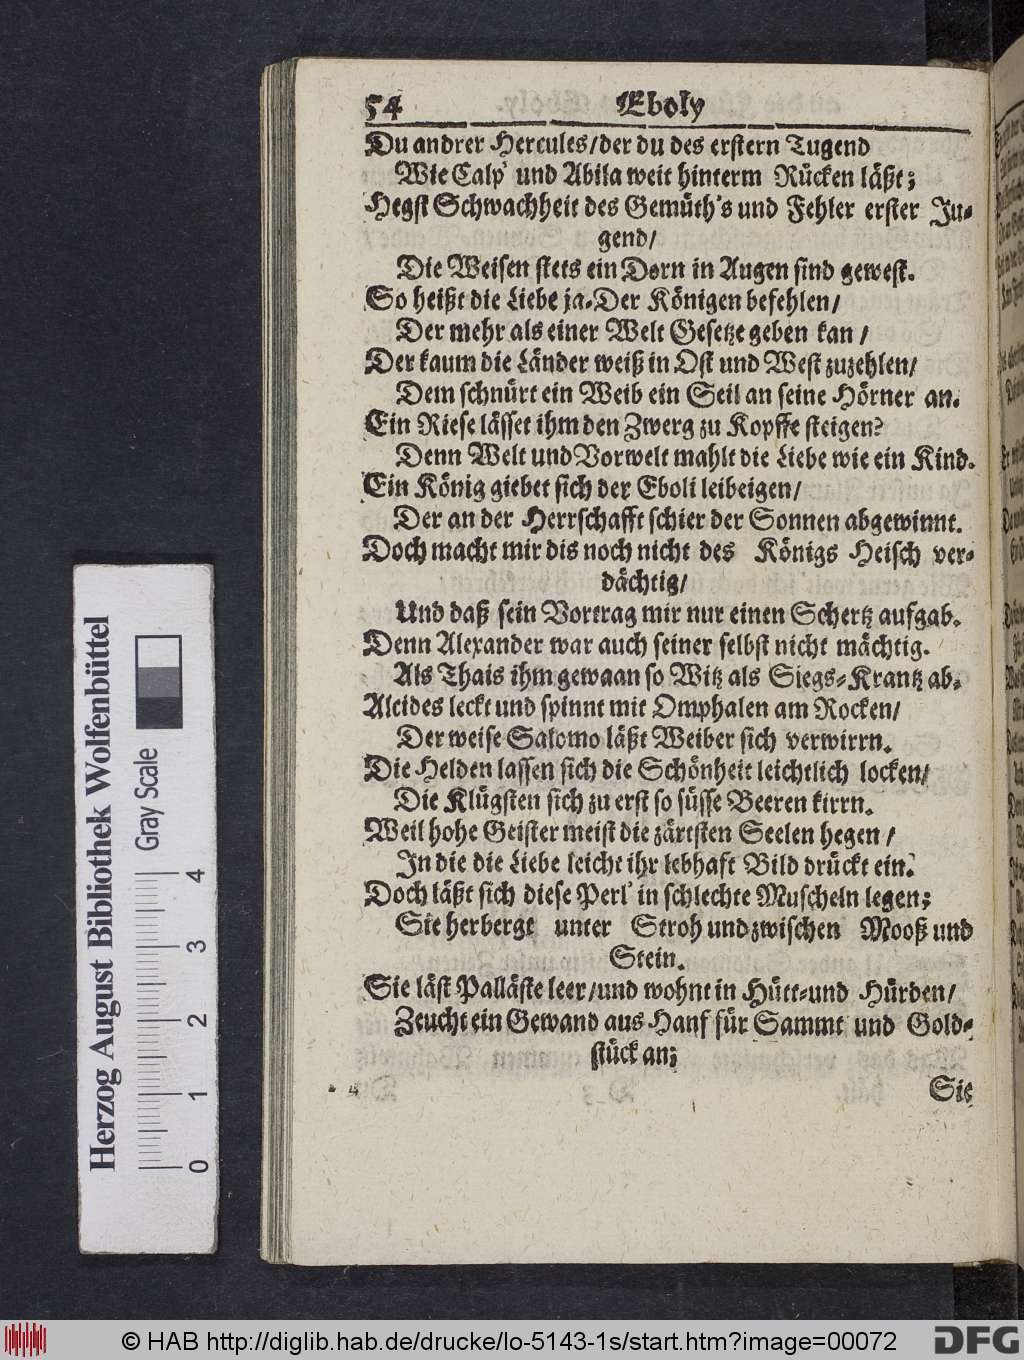 54 Eboly
Du andrer Hercules/der du des erstern Tugend
Wie Calp' und Abila weit hinterm Rücken läßt;
Hegst Schwachheit des Gemüth's und Fehler erster Ju-
gend/
Die Weisen stets ein Dorn in Augen sind gewest.
So heißt die Liebe ja. Der Königen befehlen/
Der mehr als einer Welt Gesetze geben kan/
Der kaum die Länder weiß in Ost und West zuzehlen/
Dem schnürt ein Weib ein Seil an seine Hörner an.
Ein Riese lässet ihm den Zwerg zu Kopffe steigen?
Denn Welt und Vorwelt mahlt die Liebe wie ein Kind.
Ein König giebet sich der Eboli leibeigen/
Der an der Herrschafft schier der Sonnen abgewinnt.
Doch macht mir dis noch nicht des Königs Heisch ver-
dächtig/
Und daß sein Vortrag mir nur einen Schertz aufgab.
Denn Alexander war auch seiner selbst nicht mächtig.
Als Thais ihm gewaan so Witz als Siegs-Krantz ab.
Alcides leckt und spinnt mit Omphalen am Rocken/
Der weise Salomo läßt Weiber sich verwirrn.
Die Helden lassen sich die Schönheit leichtlich locken/
Die Klügsten sich zu erst so süsse Beeren kirrn.
Weil hohe Geister meist die zärtsten Seelen hegen/
In die die Liebe leicht ihr lebhaft Bild drückt ein.
Doch läßt sich diese Perl' in schlechte Muscheln legen;
Sie herbergt unter Stroh und zwischen Mooß und
Stein.
Sie läst Palläste leer/und wohnt in Hütt-und Hürden/
Zeucht ein Gewand aus Hanf für Sammt und Gold-
stück an;
Sie
Herzog August Bibliothek Wolfenbüttel
Gray Scale
0 1 2 3 4
© HAB http://diglib.hab.de/drucke/lo-5143-1s/start.htm?image=00072
DFG